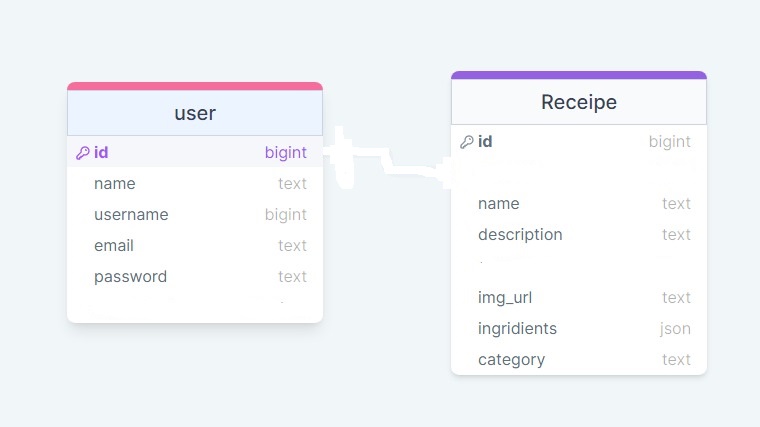 user
id bigint
name text
username bigint
email text
password text
Receipe
id bigint
name text
description text
img_url text
ingridients json
category text